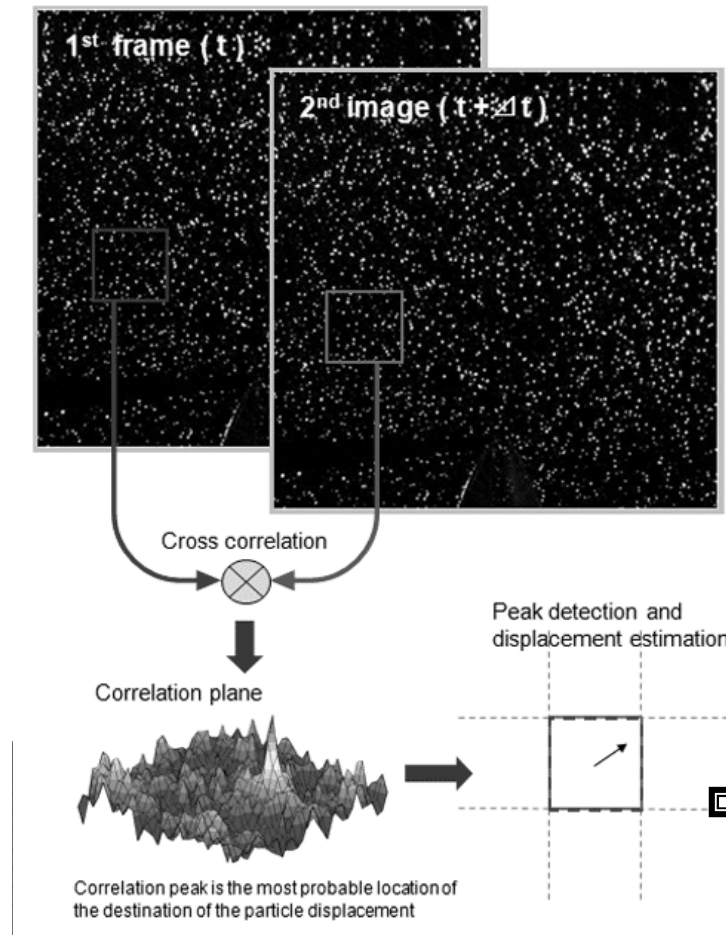 1st frame ( t )
2nd image ( t + ⊿t )
Cross correlation
Peak detection and
displacement estimation
Correlation plane
Correlation peak is the most probable location of
the destination of the particle displacement